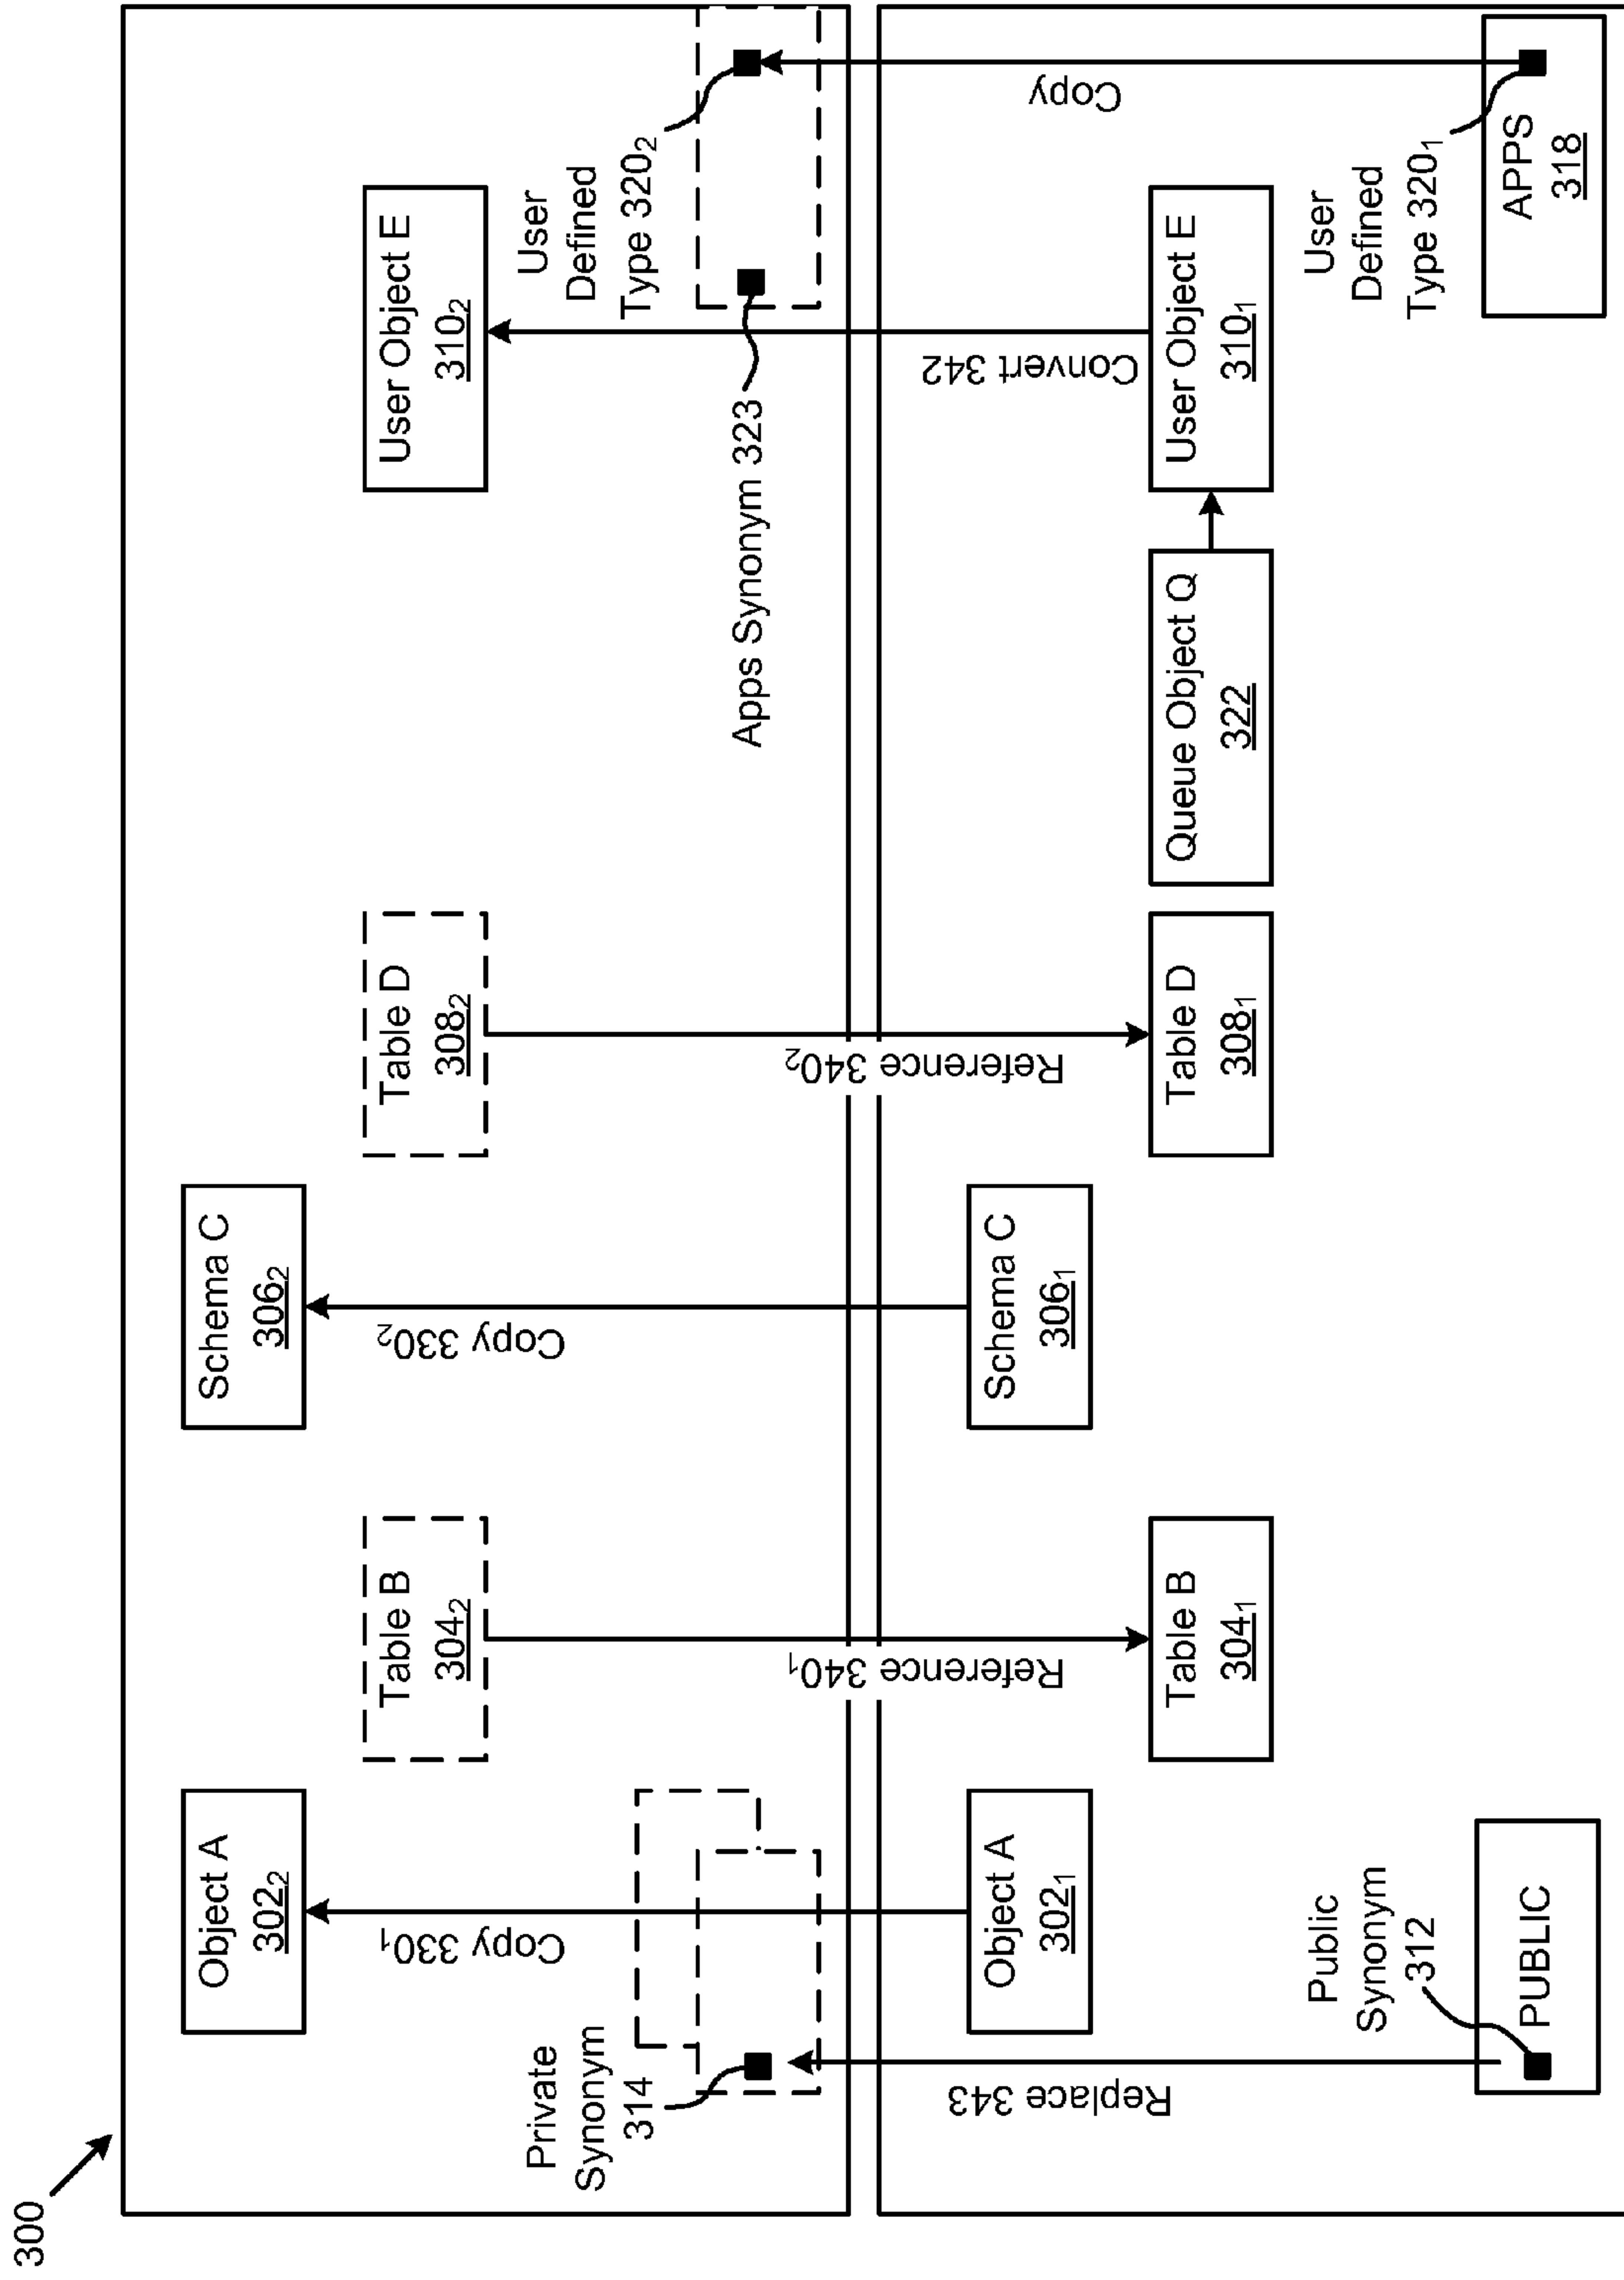 300
Object A
302₂
Table B
304₂
Schema C
306₂
Table D
308₂
User Object E
310₂
Private
Synonym
314
Copy 330₁
Reference 340₁
Copy 330₂
Reference 340₂
Apps Synonym 323
User
Defined
Type 320₂
Replace 343
Object A
302₁
Table B
304₁
Schema C
306₁
Table D
308₁
Queue Object Q
322
User Object E
310₁
Convert 342
Copy
Public
Synonym
312
PUBLIC
User
Defined
Type 320₁
APPS
318